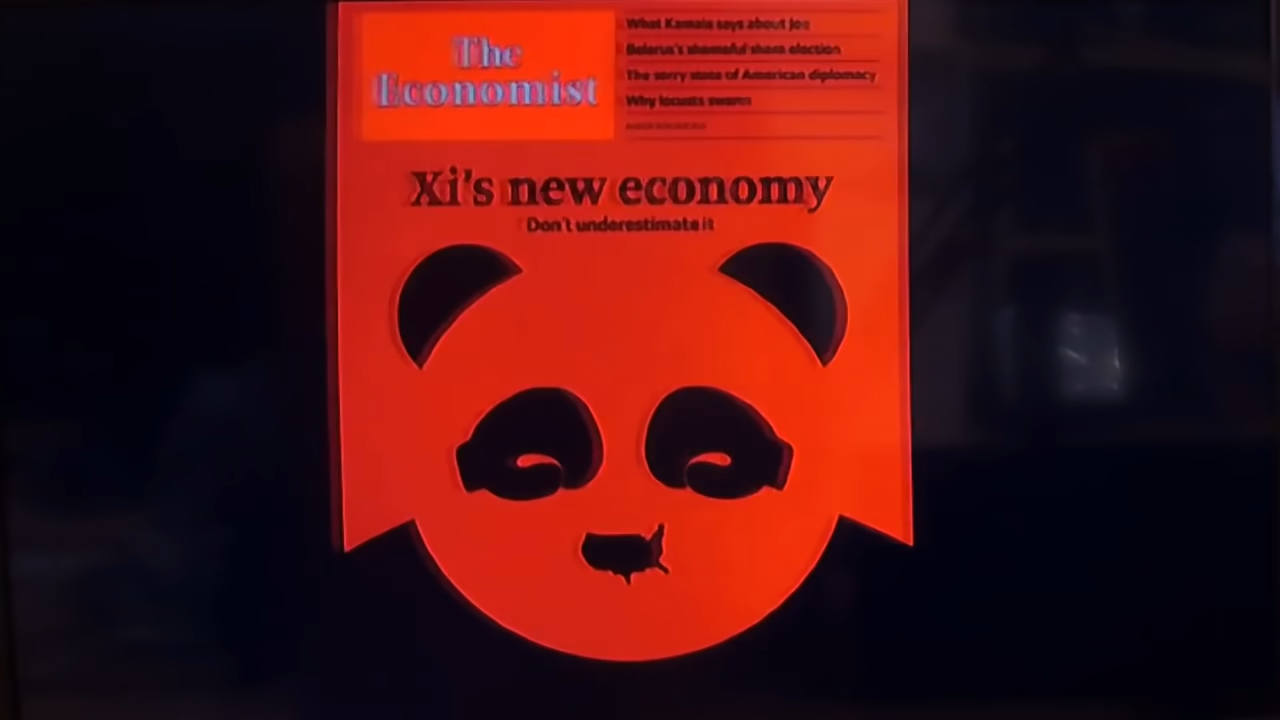 The
Economist
What Kamala says about Joe
Belarus's shameful sham election
The sorry state of American diplomacy
Why locusts swarm
Xi's new economy
Don't underestimate it